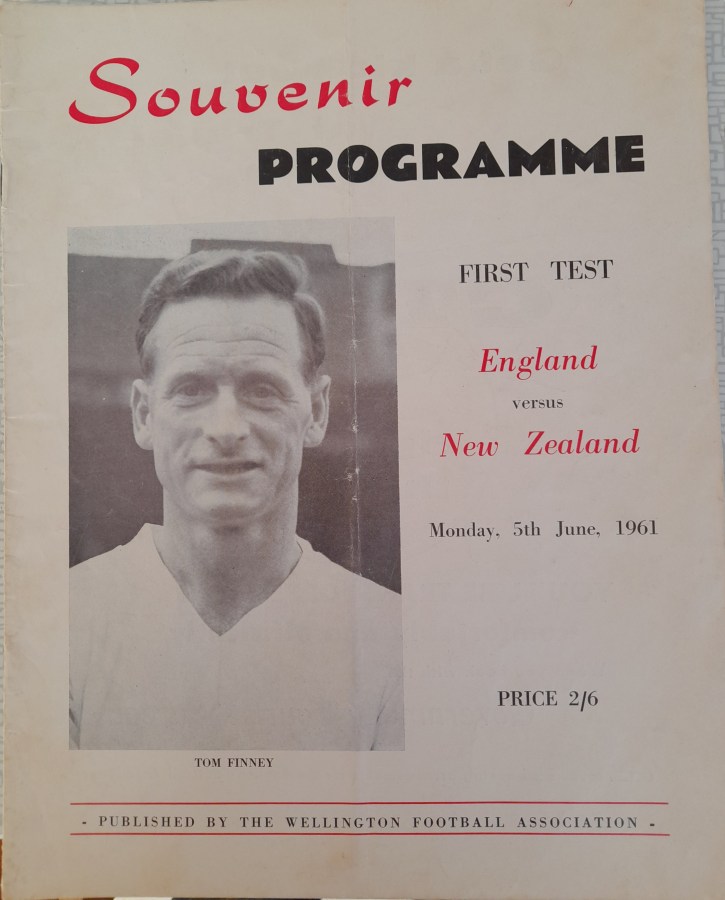 Souvenir
PROGRAMME
FIRST TEST
England
versus
New Zealand
Monday, 5th June, 1961
PRICE 2/6
TOM FINNEY
- PUBLISHED BY THE WELLINGTON FOOTBALL ASSOCIATION -